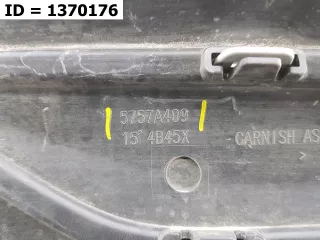 ID = 1370176
5757A409
15 4B45X
GARNISH AS